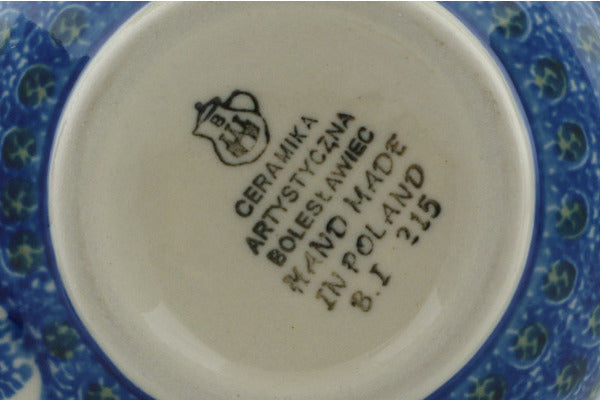 B
CERAMIKA
ARTYSTYCZNA
BOLESŁAWIEC
HAND MADE
IN POLAND
B.I 215